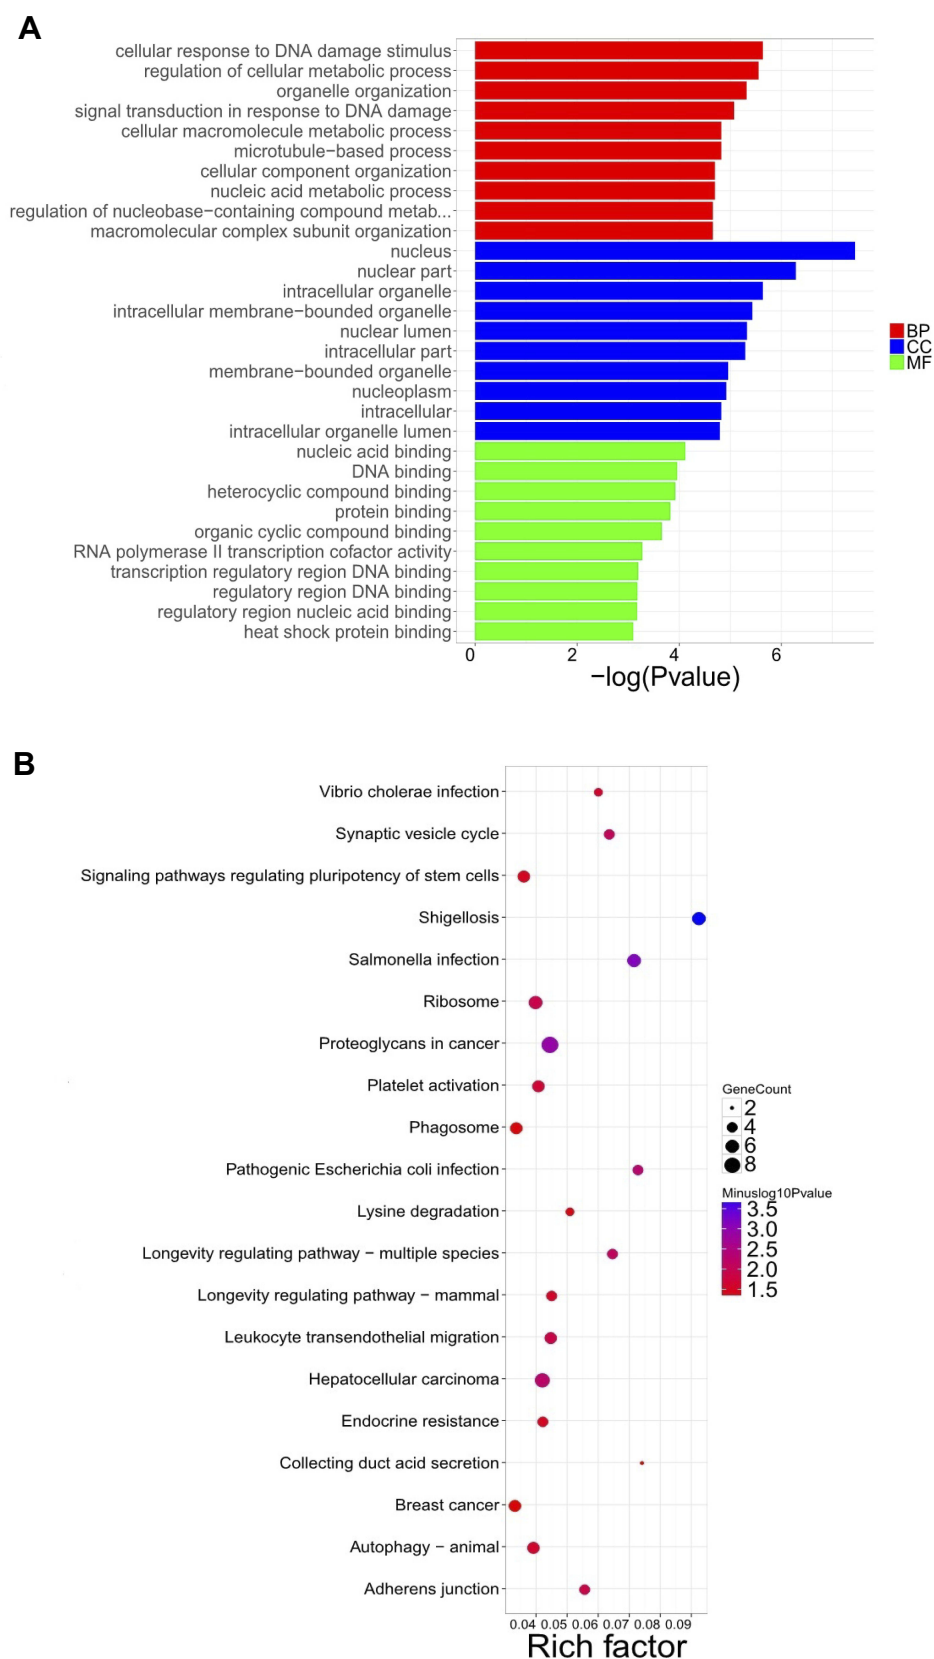 A
cellular response to DNA damage stimulus
regulation of cellular metabolic process
organelle organization
signal transduction in response to DNA damage
cellular macromolecule metabolic process
microtubule−based process
cellular component organization
nucleic acid metabolic process
regulation of nucleobase−containing compound metab...
macromolecular complex subunit organization
nucleus
nuclear part
intracellular organelle
intracellular membrane−bounded organelle
nuclear lumen
intracellular part
membrane−bounded organelle
nucleoplasm
intracellular
intracellular organelle lumen
nucleic acid binding
DNA binding
heterocyclic compound binding
protein binding
organic cyclic compound binding
RNA polymerase II transcription cofactor activity
transcription regulatory region DNA binding
regulatory region DNA binding
regulatory region nucleic acid binding
heat shock protein binding
0 2 4 6
−log(Pvalue)
BP
CC
MF
B
Vibrio cholerae infection
Synaptic vesicle cycle
Signaling pathways regulating pluripotency of stem cells
Shigellosis
Salmonella infection
Ribosome
Proteoglycans in cancer
Platelet activation
Phagosome
Pathogenic Escherichia coli infection
Lysine degradation
Longevity regulating pathway − multiple species
Longevity regulating pathway − mammal
Leukocyte transendothelial migration
Hepatocellular carcinoma
Endocrine resistance
Collecting duct acid secretion
Breast cancer
Autophagy − animal
Adherens junction
0.04 0.05 0.06 0.07 0.08 0.09
Rich factor
GeneCount
2
4
6
8
Minuslog10Pvalue
3.5
3.0
2.5
2.0
1.5